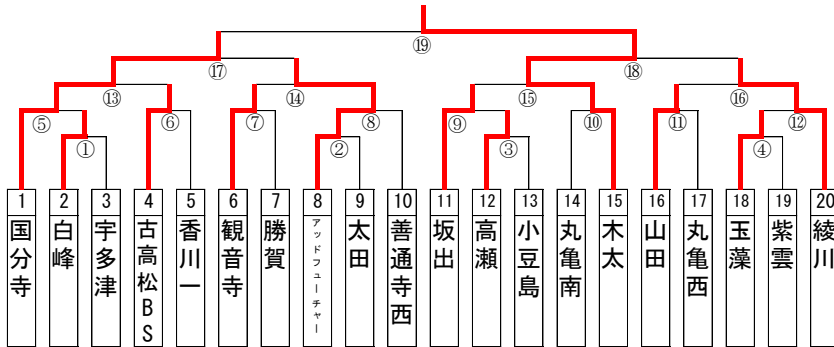 ⑲
⑰ ⑱
⑬ ⑭ ⑮ ⑯
⑤ ⑥ ⑦ ⑧ ⑨ ⑩ ⑪ ⑫
① ② ③ ④
1 国分寺
2 白峰
3 宇多津
4 古高松BS
5 香川一
6 観音寺
7 勝賀
8 アッドフューチャー
9 太田
10 善通寺西
11 坂出
12 高瀬
13 小豆島
14 丸亀南
15 木太
16 山田
17 丸亀西
18 玉藻
19 紫雲
20 綾川